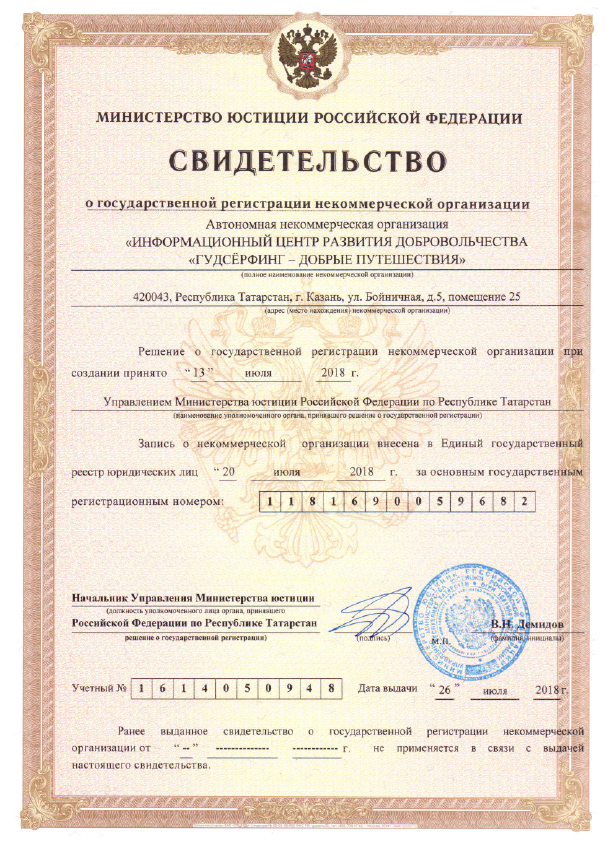 МИНИСТЕРСТВО ЮСТИЦИИ РОССИЙСКОЙ ФЕДЕРАЦИИ
СВИДЕТЕЛЬСТВО
о государственной регистрации некоммерческой организации
Автономная некоммерческая организация
«ИНФОРМАЦИОННЫЙ ЦЕНТР РАЗВИТИЯ ДОБРОВОЛЬЧЕСТВА
«ГУДСЁРФИНГ – ДОБРЫЕ ПУТЕШЕСТВИЯ»
(полное наименование некоммерческой организации)
420043, Республика Татарстан, г. Казань, ул. Бойничная, д.5, помещение 25
(адрес (место нахождения) некоммерческой организации)
Решение о государственной регистрации некоммерческой организации при
создании принято “ 13 ” июля 2018 г.
Управлением Министерства юстиции Российской Федерации по Республике Татарстан
(наименование уполномоченного органа, принявшего решение о государственной регистрации)
Запись о некоммерческой организации внесена в Единый государственный
реестр юридических лиц “ 20 июля 2018 г. за основным государственным
регистрационным номером: 1 1 8 1 6 9 0 0 5 9 6 8 2
Начальник Управления Министерства юстиции
(должность уполномоченного лица органа, принявшего
Российской Федерации по Республике Татарстан
решение о государственной регистрации)
(подпись)
М.П.
В.Н. Демидов
(фамилия, инициалы)
Учетный № 1 6 1 4 0 5 0 9 4 8 Дата выдачи “ 26 ” июля 2018 г.
Ранее выданное свидетельство о государственной регистрации некоммерческой
организации от “ -- ” -------------- ----------- г. не применяется в связи с выдачей
настоящего свидетельства.